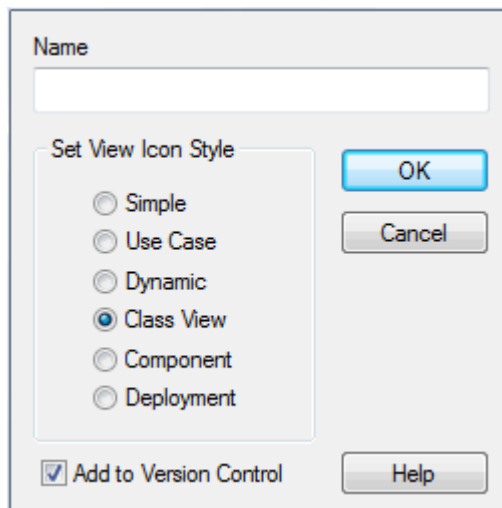 Name
Set View Icon Style
OK
Simple
Use Case
Cancel
Dynamic
Class View
Component
Deployment
Add to Version Control
Help